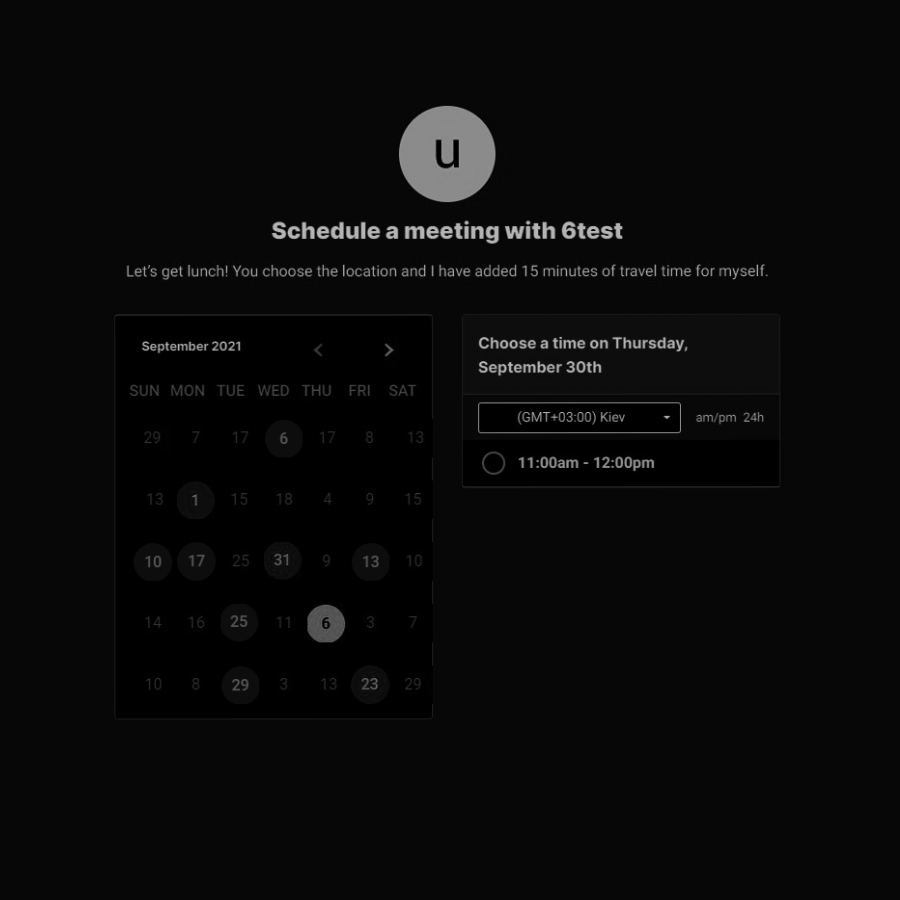 u
Schedule a meeting with 6test
Let's get lunch! You choose the location and I have added 15 minutes of travel time for myself.
September 2021
SUN MON TUE WED THU FRI SAT
29 7 17 6 17 8 13
13 1 15 18 4 9 15
10 17 25 31 9 13 10
14 16 25 11 6 3 7
10 8 29 3 13 23 29
Choose a time on Thursday,
September 30th
(GMT+03:00) Kiev am/pm 24h
11:00am - 12:00pm